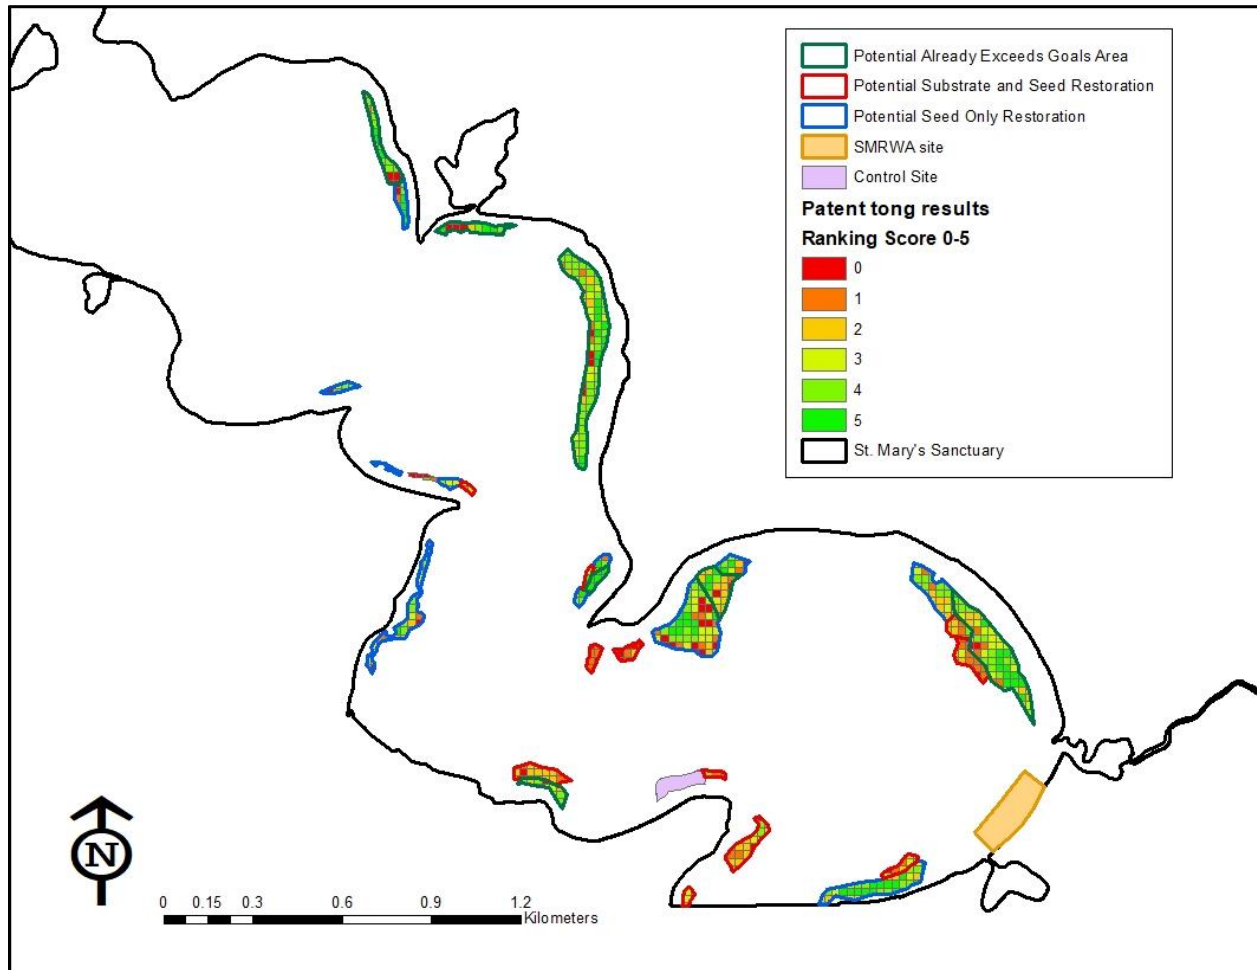 Potential Already Exceeds Goals Area
Potential Substrate and Seed Restoration
Potential Seed Only Restoration
SMRWA site
Control Site
Patent tong results
Ranking Score 0-5
0
1
2
3
4
5
St. Mary's Sanctuary
N
0 0.15 0.3 0.6 0.9 1.2
Kilometers